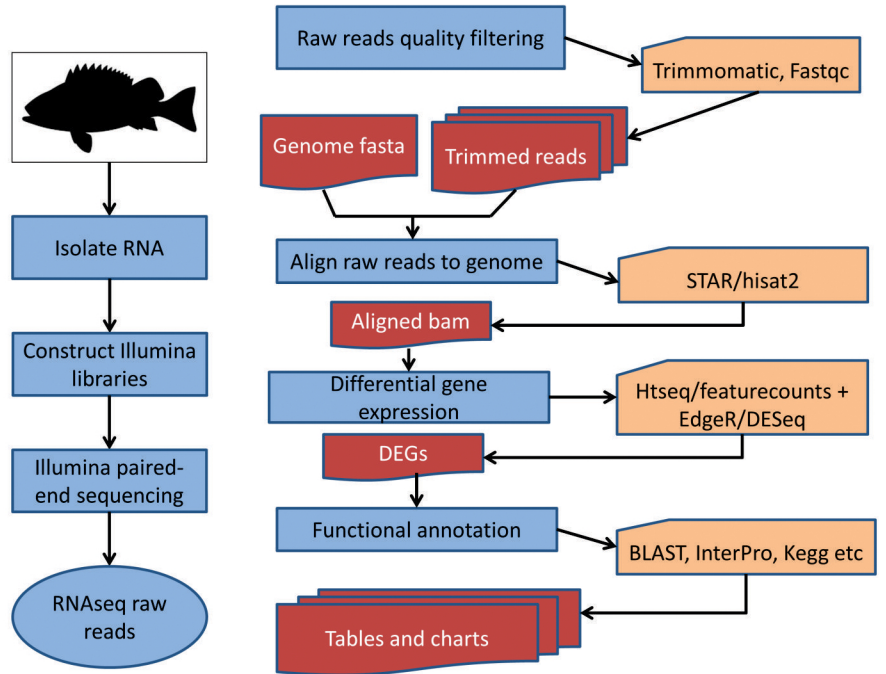 Isolate RNA
Construct Illumina
libraries
Illumina paired-
end sequencing
RNAseq raw
reads
Raw reads quality filtering
Trimmomatic, Fastqc
Genome fasta
Trimmed reads
Align raw reads to genome
STAR/hisat2
Aligned bam
Differential gene
expression
Htseq/featurecounts +
EdgeR/DESeq
DEGs
Functional annotation
BLAST, InterPro, Kegg etc
Tables and charts